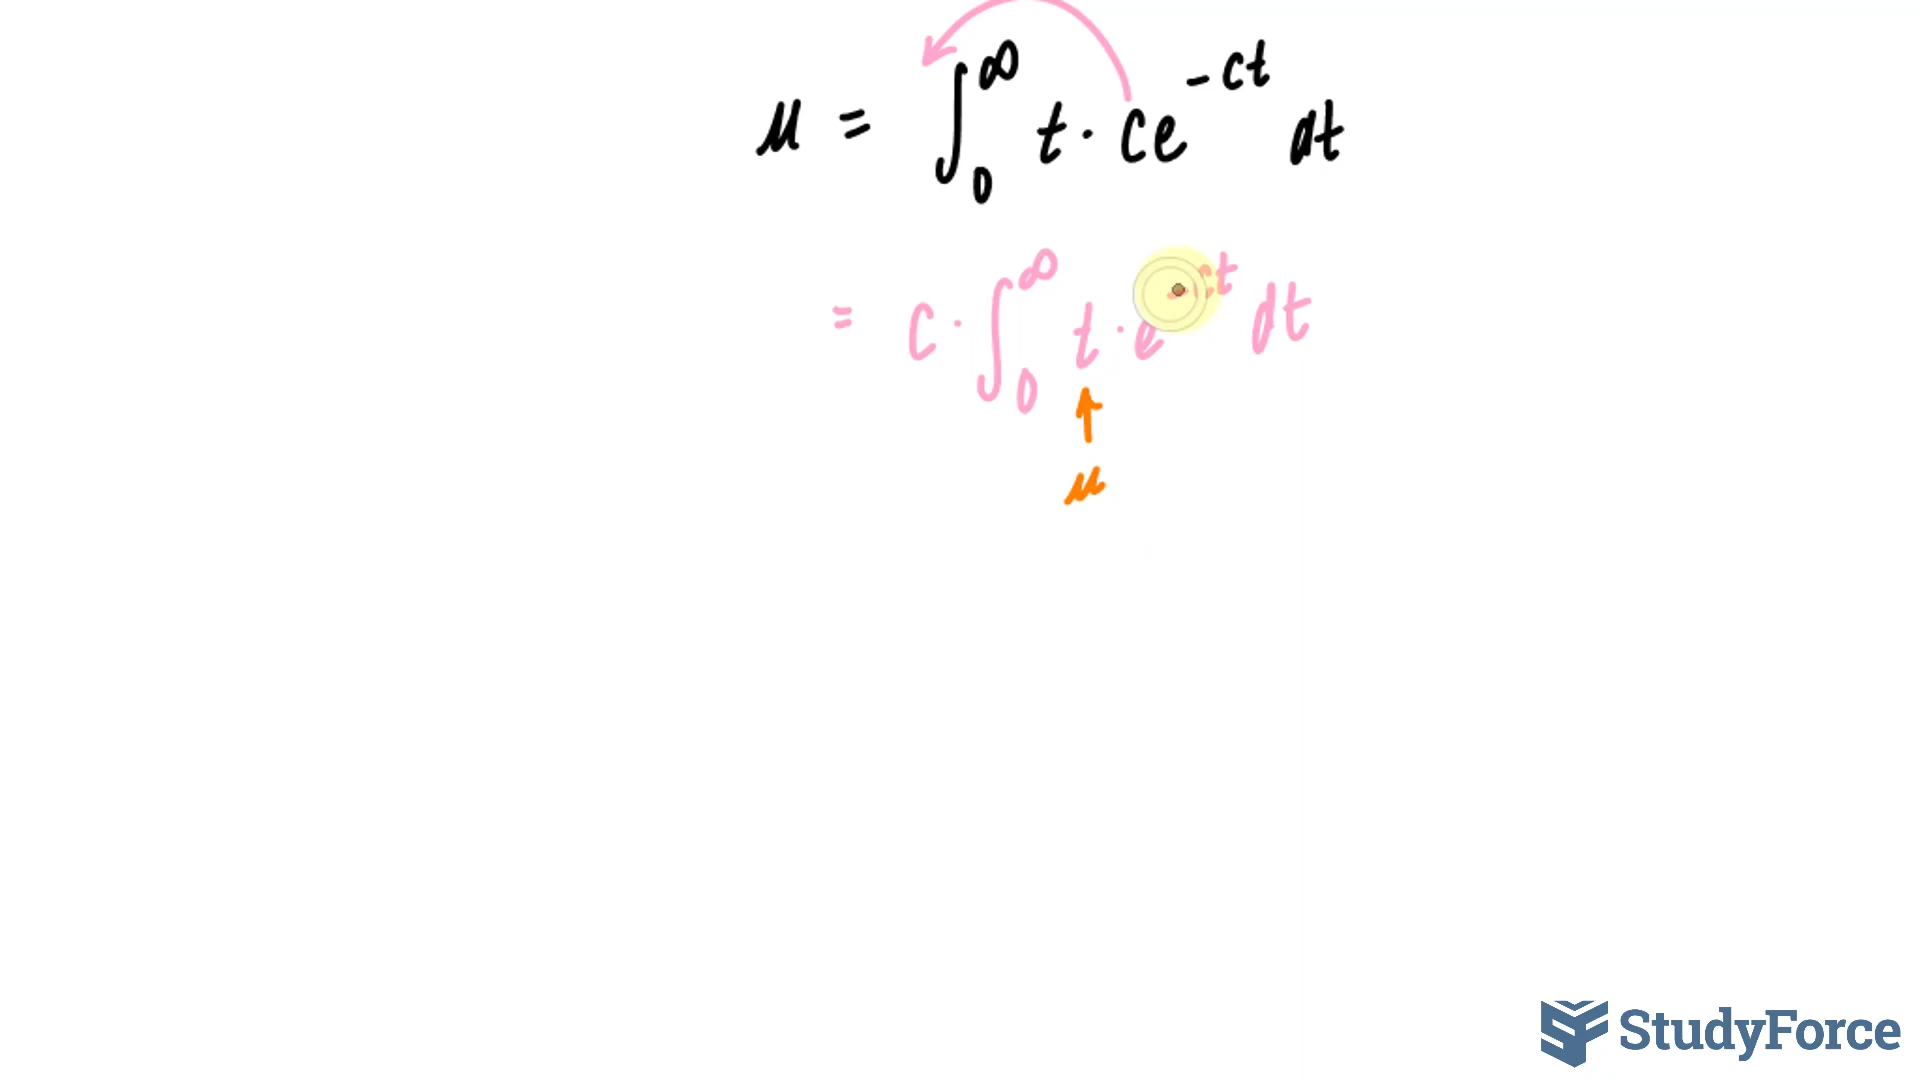 μ = ∫₀^∞ t · ce^(-ct) dt
= c · ∫₀^∞ t · e^(-ct) dt
u
StudyForce